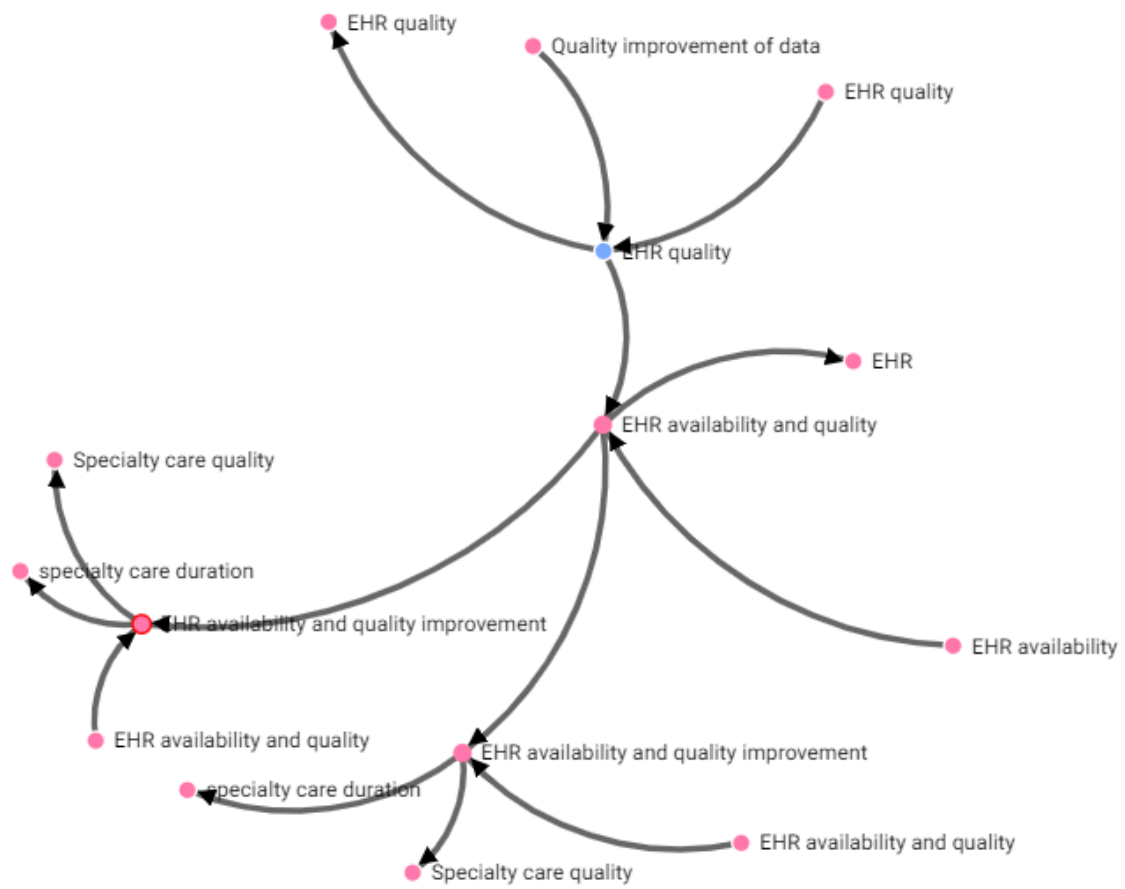 EHR quality
Quality improvement of data
EHR quality
EHR quality
EHR
EHR availability and quality
Specialty care quality
specialty care duration
EHR availability and quality improvement
EHR availability
EHR availability and quality
EHR availability and quality improvement
specialty care duration
EHR availability and quality
Specialty care quality